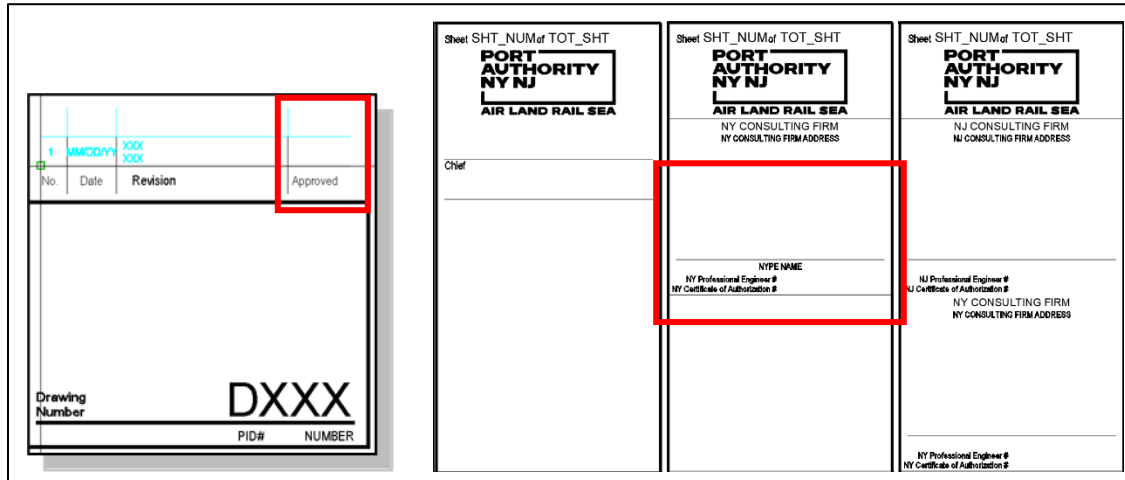 1 MM/DD/YY XXX
XXX
No. Date Revision Approved
Drawing
Number
DXXX
PID# NUMBER
Sheet SHT_NUM of TOT_SHT
PORT
AUTHORITY
NY NJ
AIR LAND RAIL SEA
Chief
Sheet SHT_NUM of TOT_SHT
PORT
AUTHORITY
NY NJ
AIR LAND RAIL SEA
NY CONSULTING FIRM
NY CONSULTING FIRM ADDRESS
NYPE NAME
NY Professional Engineer #
NY Certificate of Authorization #
Sheet SHT_NUM of TOT_SHT
PORT
AUTHORITY
NY NJ
AIR LAND RAIL SEA
NJ CONSULTING FIRM
NJ CONSULTING FIRM ADDRESS
NJ Professional Engineer #
NJ Certificate of Authorization #
NY CONSULTING FIRM
NY CONSULTING FIRM ADDRESS
NY Professional Engineer #
NY Certificate of Authorization #